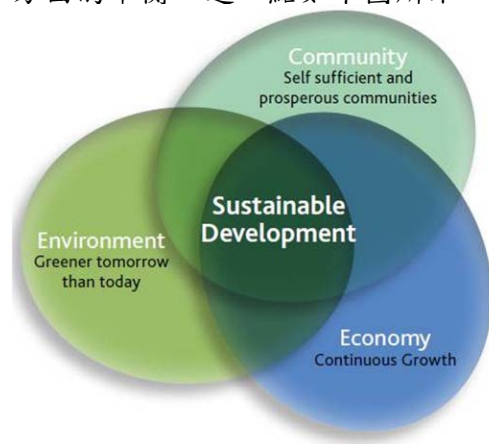 Community
Self sufficient and
prosperous communities
Sustainable
Development
Environment
Greener tomorrow
than today
Economy
Continuous Growth